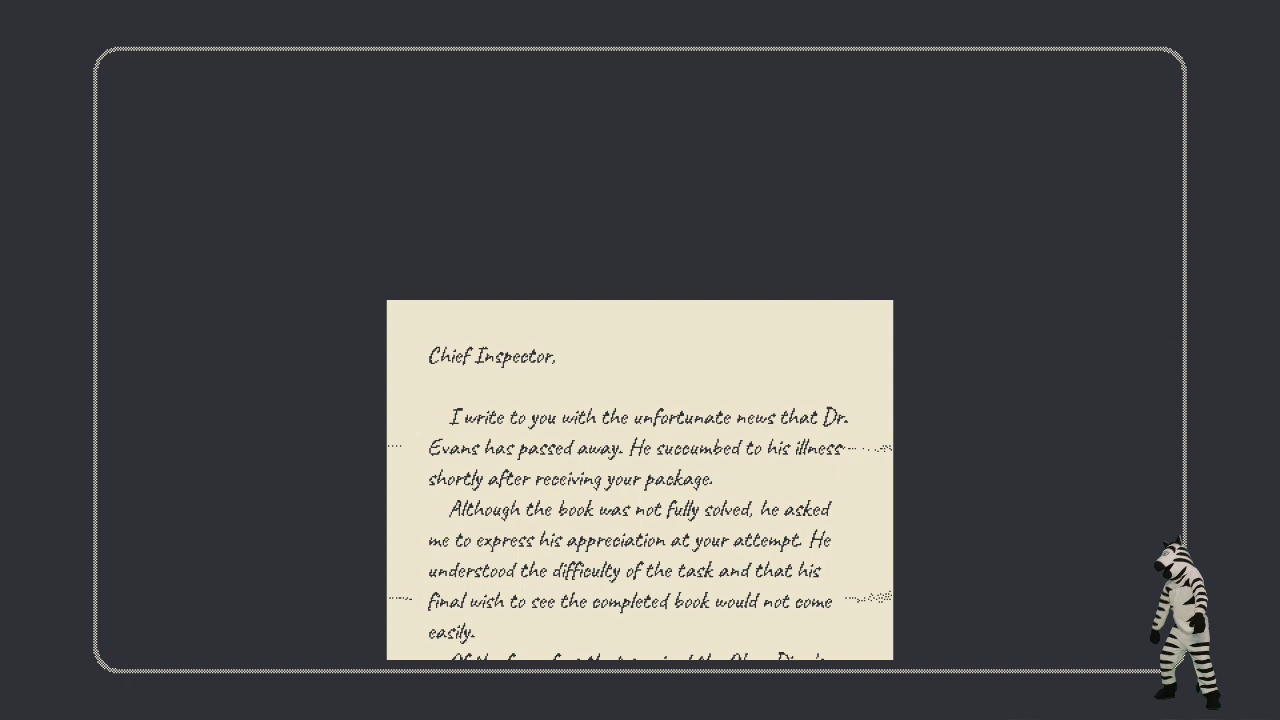 Chief Inspector,
I write to you with the unfortunate news that Dr.
Evans has passed away. He succumbed to his illness
shortly after receiving your package.
Although the book was not fully solved, he asked
me to express his appreciation at your attempt. He
understood the difficulty of the task and that his
final wish to see the completed book would not come
easily.